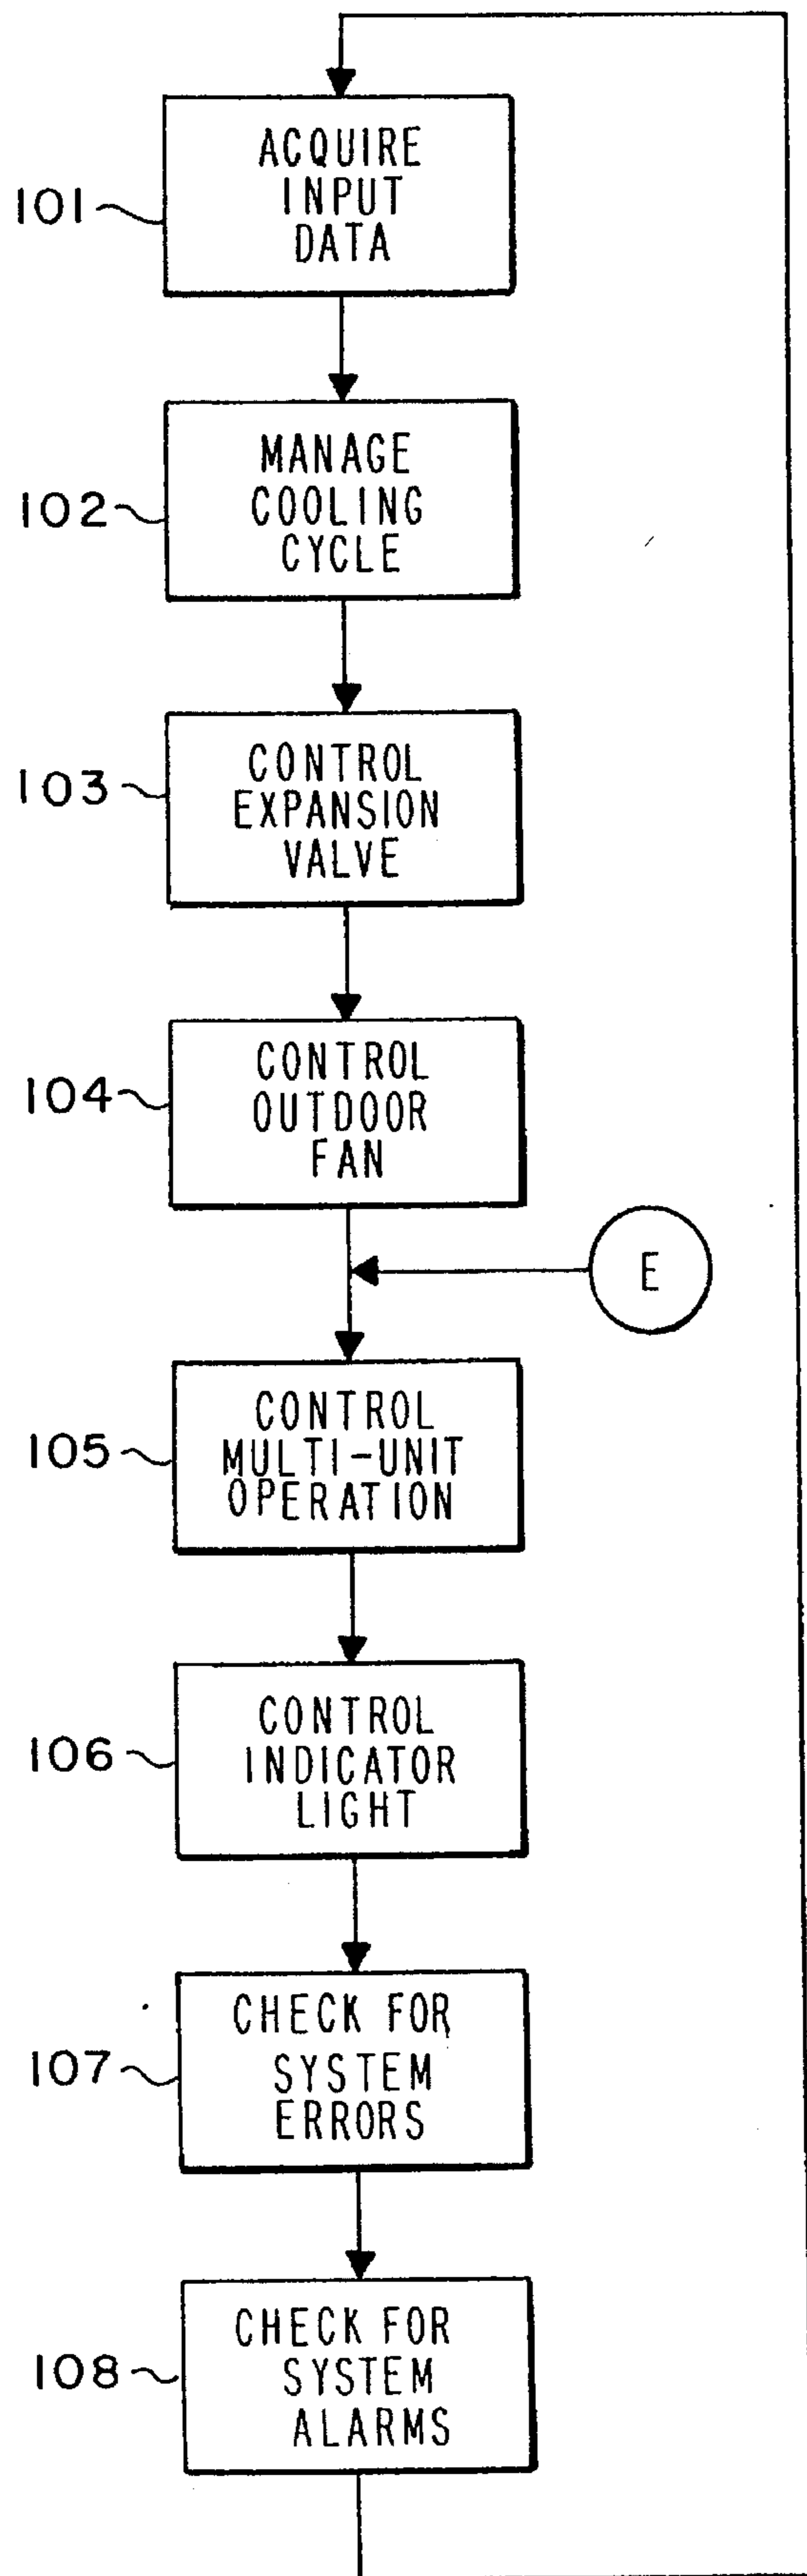 101
ACQUIRE
INPUT
DATA
102
MANAGE
COOLING
CYCLE
103
CONTROL
EXPANSION
VALVE
104
CONTROL
OUTDOOR
FAN
E
105
CONTROL
MULTI-UNIT
OPERATION
106
CONTROL
INDICATOR
LIGHT
107
CHECK FOR
SYSTEM
ERRORS
108
CHECK FOR
SYSTEM
ALARMS